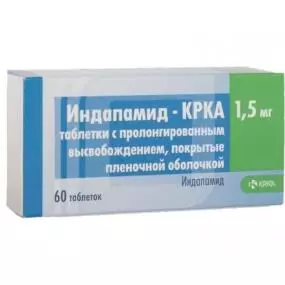 Индапамид - КРКА 1,5 мг
таблетки с пролонгированным
высвобождением, покрытые
пленочной оболочкой
Индапамид
60 таблеток
KRKA